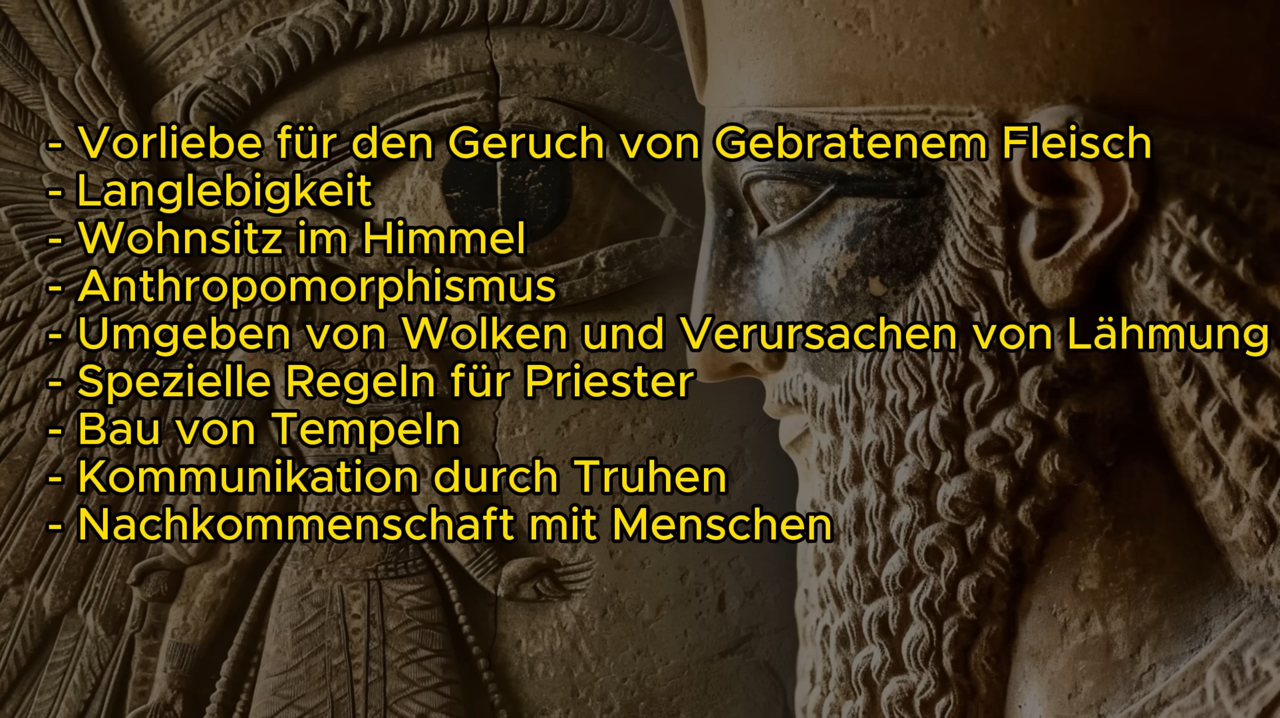 - Vorliebe für den Geruch von Gebratenem Fleisch
- Langlebigkeit
- Wohnsitz im Himmel
- Anthropomorphismus
- Umgeben von Wolken und Verursachen von Lähmung
- Spezielle Regeln für Priester
- Bau von Tempeln
- Kommunikation durch Truhen
- Nachkommenschaft mit Menschen